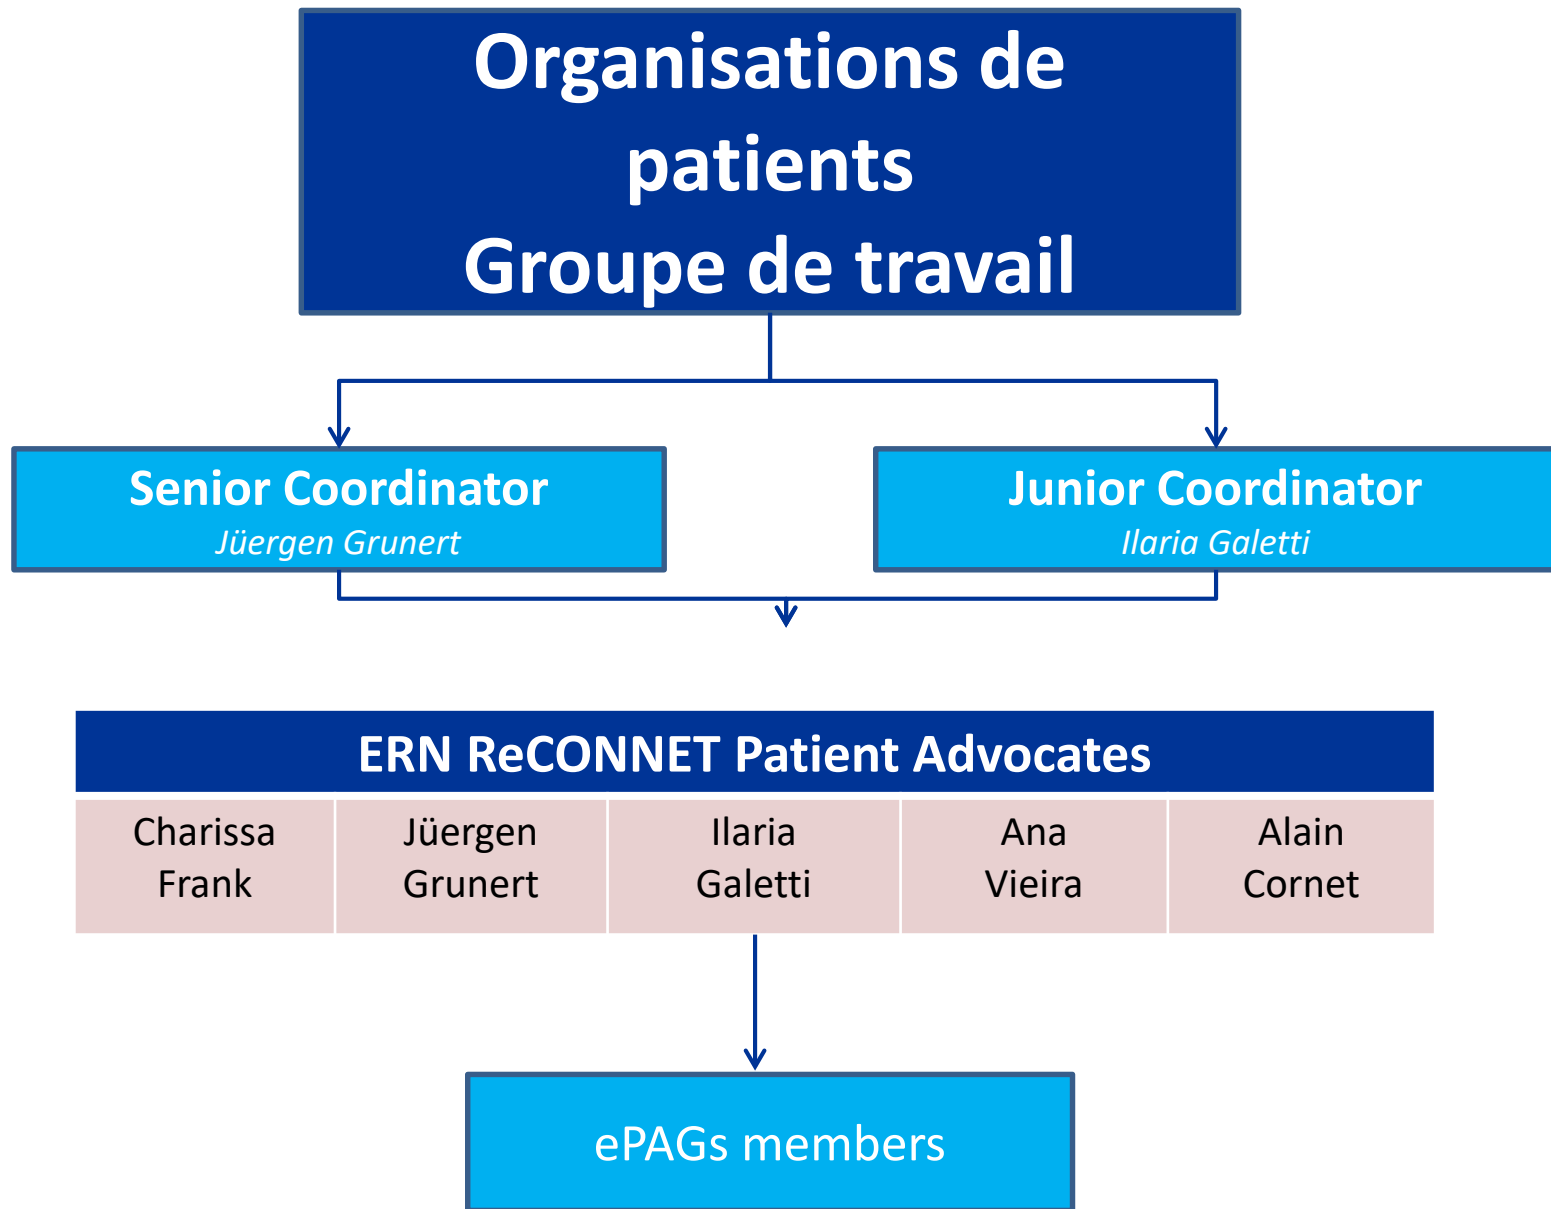 Organisations de
patients
Groupe de travail
Senior Coordinator
Jüergen Grunert
Junior Coordinator
Ilaria Galetti
ERN ReCONNET Patient Advocates
Charissa
Frank
Jüergen
Grunert
Ilaria
Galetti
Ana
Vieira
Alain
Cornet
ePAGs members